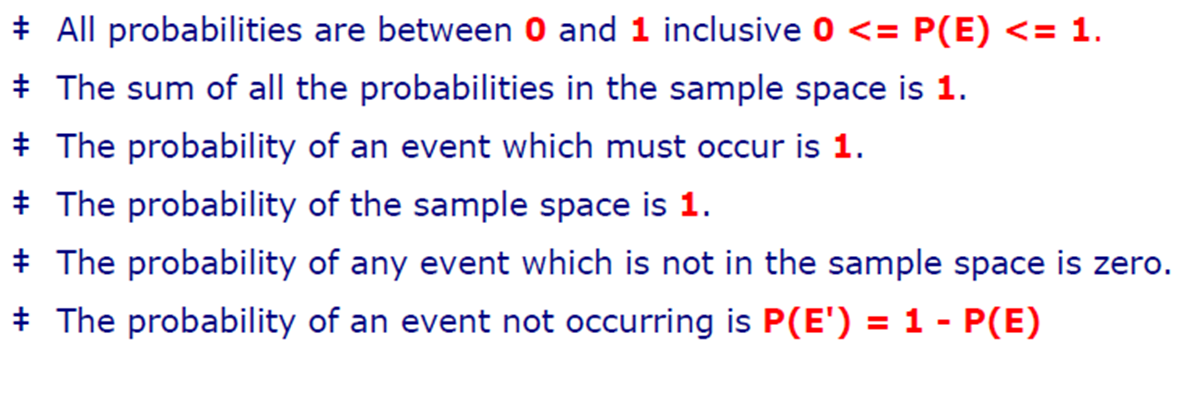 ‡ All probabilities are between 0 and 1 inclusive 0 <= P(E) <= 1.
‡ The sum of all the probabilities in the sample space is 1.
‡ The probability of an event which must occur is 1.
‡ The probability of the sample space is 1.
‡ The probability of any event which is not in the sample space is zero.
‡ The probability of an event not occurring is P(E') = 1 - P(E)